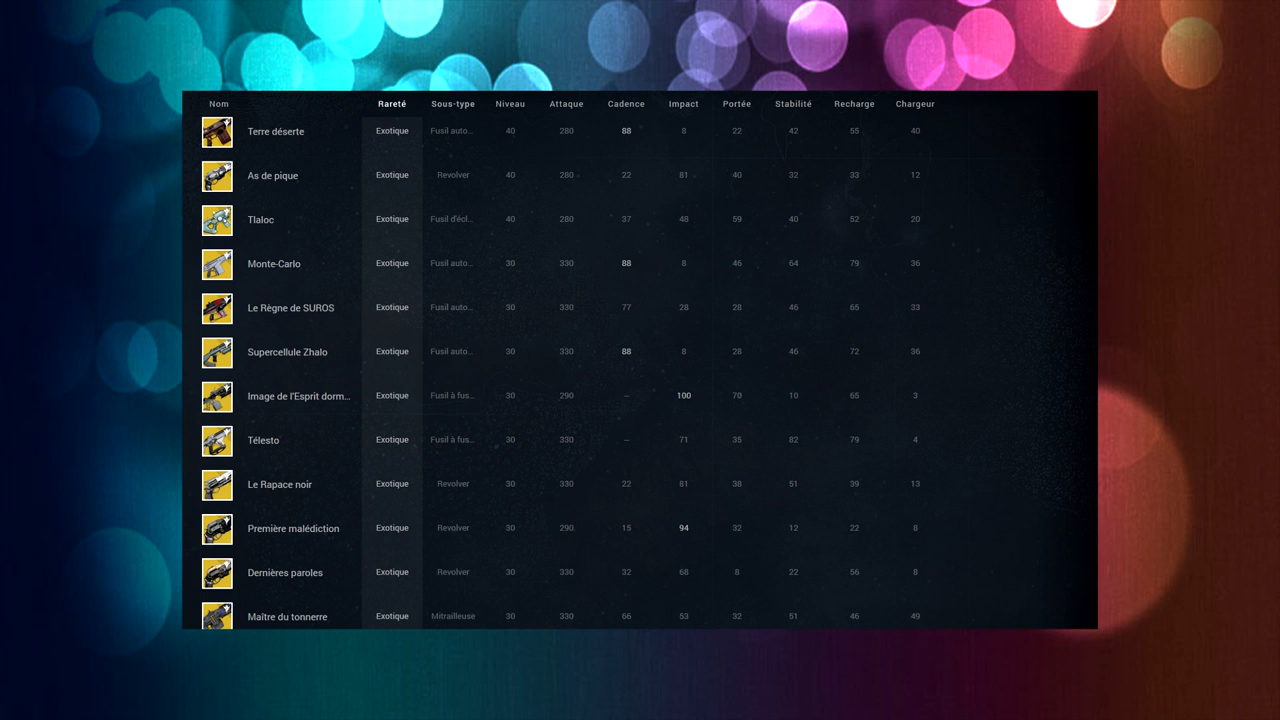 Nom Rareté Sous-type Niveau Attaque Cadence Impact Portée Stabilité Recharge Chargeur
Terre déserte Exotique Fusil auto... 40 280 88 8 22 42 55 40
As de pique Exotique Revolver 40 280 22 81 40 32 33 12
Tlaloc Exotique Fusil d'écl... 40 280 37 48 59 40 52 20
Monte-Carlo Exotique Fusil auto... 30 330 88 8 46 64 79 36
Le Règne de SUROS Exotique Fusil auto... 30 330 77 28 28 46 65 33
Supercellule Zhalo Exotique Fusil auto... 30 330 88 8 28 46 72 36
Image de l'Esprit dorm... Exotique Fusil à fus... 30 290 – 100 70 10 65 3
Télesto Exotique Fusil à fus... 30 330 – 71 35 82 79 4
Le Rapace noir Exotique Revolver 30 330 22 81 38 51 39 13
Première malédiction Exotique Revolver 30 290 15 94 32 12 22 8
Dernières paroles Exotique Revolver 30 330 32 68 8 22 56 8
Maître du tonnerre Exotique Mitrailleuse 30 330 66 53 32 51 46 49